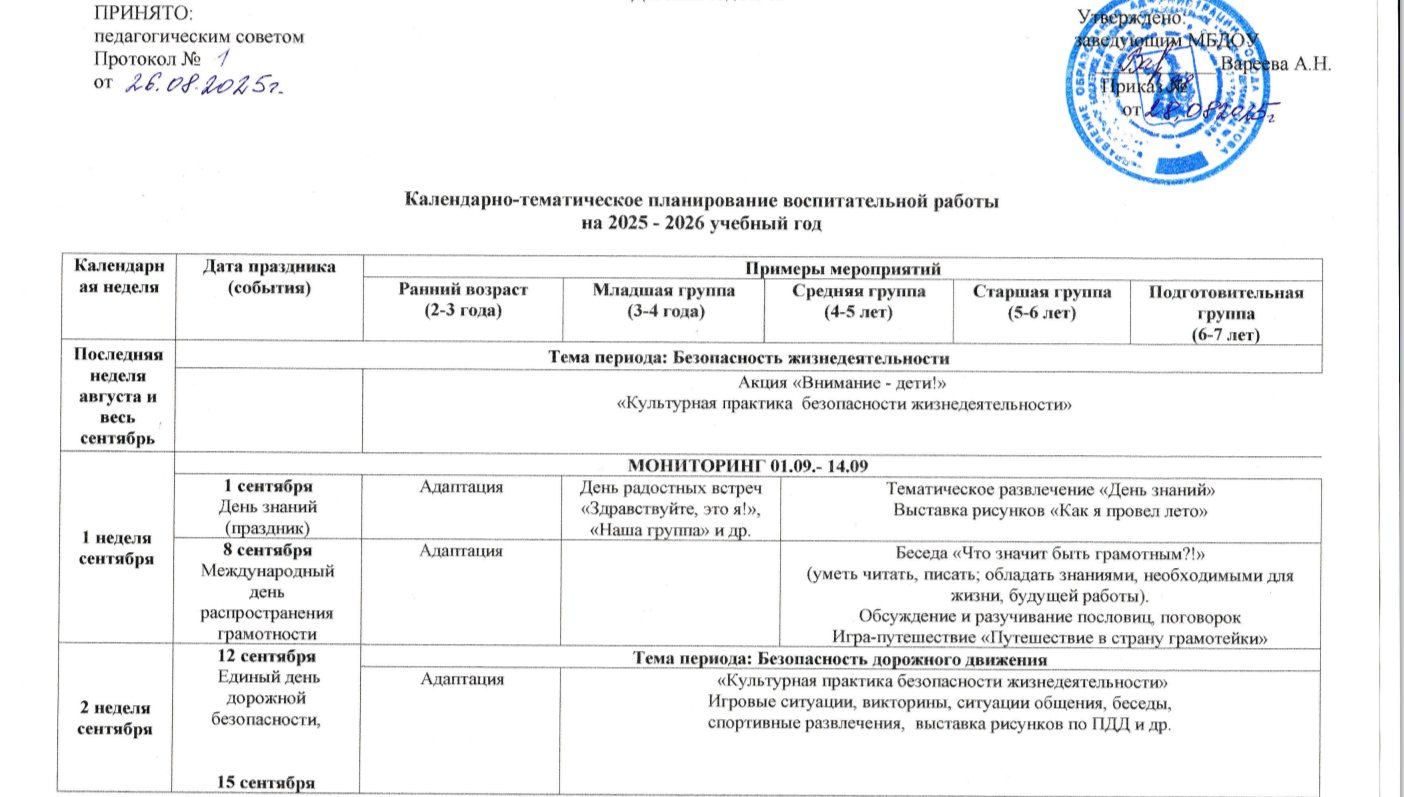 ПРИНЯТО:
педагогическим советом
Протокол № 1
от 26.08.2025г.
Утверждено.
заведующим МБДОУ
Вареева А.Н.
Приказ №
от 28.08.2025г
Календарно-тематическое планирование воспитательной работы
на 2025 - 2026 учебный год
Календарн
ая неделя
Дата праздника
(события)
Примеры мероприятий
Ранний возраст
(2-3 года)
Младшая группа
(3-4 года)
Средняя группа
(4-5 лет)
Старшая группа
(5-6 лет)
Подготовительная
группа
(6-7 лет)
Последняя
неделя
августа и
весь
сентябрь
Тема периода: Безопасность жизнедеятельности
Акция «Внимание - дети!»
«Культурная практика безопасности жизнедеятельности»
1 неделя
сентября
МОНИТОРИНГ 01.09.- 14.09
1 сентября
День знаний
(праздник)
Адаптация
День радостных встреч
«Здравствуйте, это я!»,
«Наша группа» и др.
Тематическое развлечение «День знаний»
Выставка рисунков «Как я провел лето»
8 сентября
Международный
день
распространения
грамотности
Адаптация
Беседа «Что значит быть грамотным?!»
(уметь читать, писать; обладать знаниями, необходимыми для
жизни, будущей работы).
Обсуждение и разучивание пословиц, поговорок
Игра-путешествие «Путешествие в страну грамотейки»
2 неделя
сентября
12 сентября
Единый день
дорожной
безопасности,
15 сентября
Тема периода: Безопасность дорожного движения
Адаптация
«Культурная практика безопасности жизнедеятельности»
Игровые ситуации, викторины, ситуации общения, беседы,
спортивные развлечения, выставка рисунков по ПДД и др.